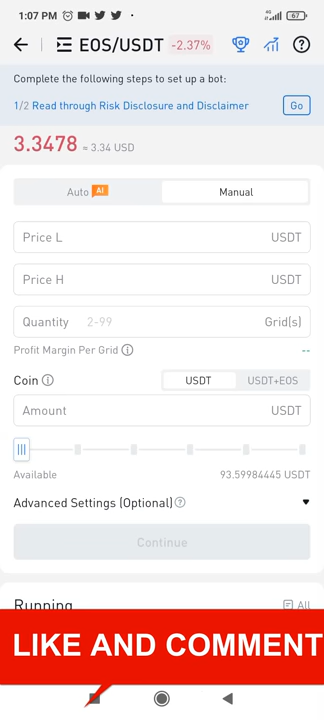 1:07 PM
4G
67
EOS/USDT -2.37%
Complete the following steps to set up a bot:
1/2 Read through Risk Disclosure and Disclaimer Go
3.3478 ≈ 3.34 USD
Auto AI Manual
Price L USDT
Price H USDT
Quantity 2-99 Grid(s)
Profit Margin Per Grid --
Coin USDT USDT+EOS
Amount USDT
Available 93.59984445 USDT
Advanced Settings (Optional)
Continue
Running All
LIKE AND COMMENT